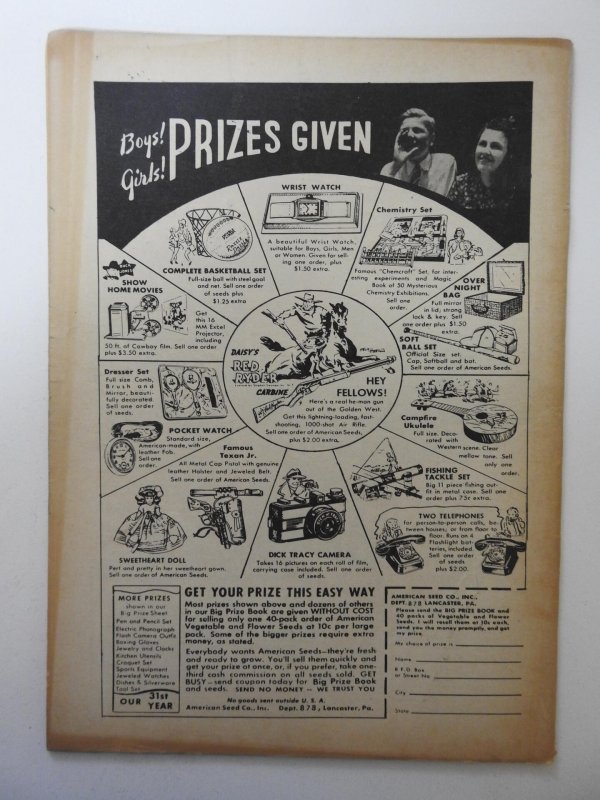 Boys!
Girls!
PRIZES GIVEN
WRIST WATCH
A beautiful Wrist Watch,
suitable for Boys, Girls, Men
or Women. Given for sell-
ing one order, plus
$1.50 extra.
Chemistry Set
Famous "Chemcraft" Set, for inter-
esting experiments and Magic
Book of 50 Mysterious
Chemistry Exhibitions.
Sell one
order.
COMPLETE BASKETBALL SET
Full-size ball with steel goal
and net. Sell one order
of seeds plus
$1.25 extra
OVER
NIGHT
BAG
Full mirror
in lid, strong
lock & key. Sell
one order plus $1.50
extra.
SHOW
HOME MOVIES
Get
this 16
MM Excel
Projector,
including
50 ft. of Cowboy film. Sell one order
plus $3.50 extra.
SOFT
BALL SET
Official Size set.
Cap, Softball and bat.
Sell one order of American Seeds.
DAISY'S
RED
RYDER
CARBINE
HEY
FELLOWS!
Here's a real he-man gun
out of the Golden West.
Get this lightning-loading, fast-
shooting, 1000-shot Air Rifle.
Sell one order of American Seeds,
plus $2.00 extra.
Dresser Set
Full size Comb,
Brush and
Mirror, beauti-
fully decorated.
Sell one order
of seeds.
Campfire
Ukulele
Full size. Deco-
rated with
Western scene. Clear
mellow tone. Sell
only one
order.
POCKET WATCH
Standard size,
American-made, with
leather Fob.
Sell one
order.
Famous
Texan Jr.
All Metal Cap Pistol with genuine
leather Holster and Jeweled Belt.
Sell one order of American Seeds.
FISHING
TACKLE SET
Big 11 piece fishing out-
fit in metal case. Sell one
order plus 75¢ extra.
TWO TELEPHONES
for person-to-person calls, be-
tween houses, or from floor to
floor. Runs on 4
Flashlight bat-
teries, included.
Sell one order
of seeds
plus
$2.00.
SWEETHEART DOLL
Pert and pretty in her sweetheart gown.
Sell one order of American Seeds.
DICK TRACY CAMERA
Takes 16 pictures on each roll of film,
carrying case included. Sell one order
of seeds.
MORE PRIZES
shown in our
Big Prize Sheet
Pen and Pencil Set
Electric Phonograph
Flash Camera Outfit
Boxing Gloves
Jewelry and Clocks
Kitchen Utensils
Croquet Set
Sports Equipment
Jeweled Watches
Dishes & Silverware
Tool Set
OUR 31st
YEAR
GET YOUR PRIZE THIS EASY WAY
Most prizes shown above and dozens of others
in our Big Prize Book are given WITHOUT COST
for selling only one 40-pack order of American
Vegetable and Flower Seeds at 10c per large
pack. Some of the bigger prizes require extra
money, as stated.
Everybody wants American Seeds—they're fresh
and ready to grow. You'll sell them quickly and
get your prize at once, or, if you prefer, take one-
third cash commission on all seeds sold. GET
BUSY — send coupon today for Big Prize Book
and seeds. SEND NO MONEY — WE TRUST YOU
No goods sent outside U. S. A.
American Seed Co., Inc. Dept. 878, Lancaster, Pa.
AMERICAN SEED CO., INC.,
DEPT. 878 LANCASTER, PA.
Please send me the BIG PRIZE BOOK and
40 packs of Vegetable and Flower
Seeds. I will resell them at 10c each,
send you the money promptly, and get
my prize.
My choice of prize is
Name
R.F.D. Box
or Street No.
City
State